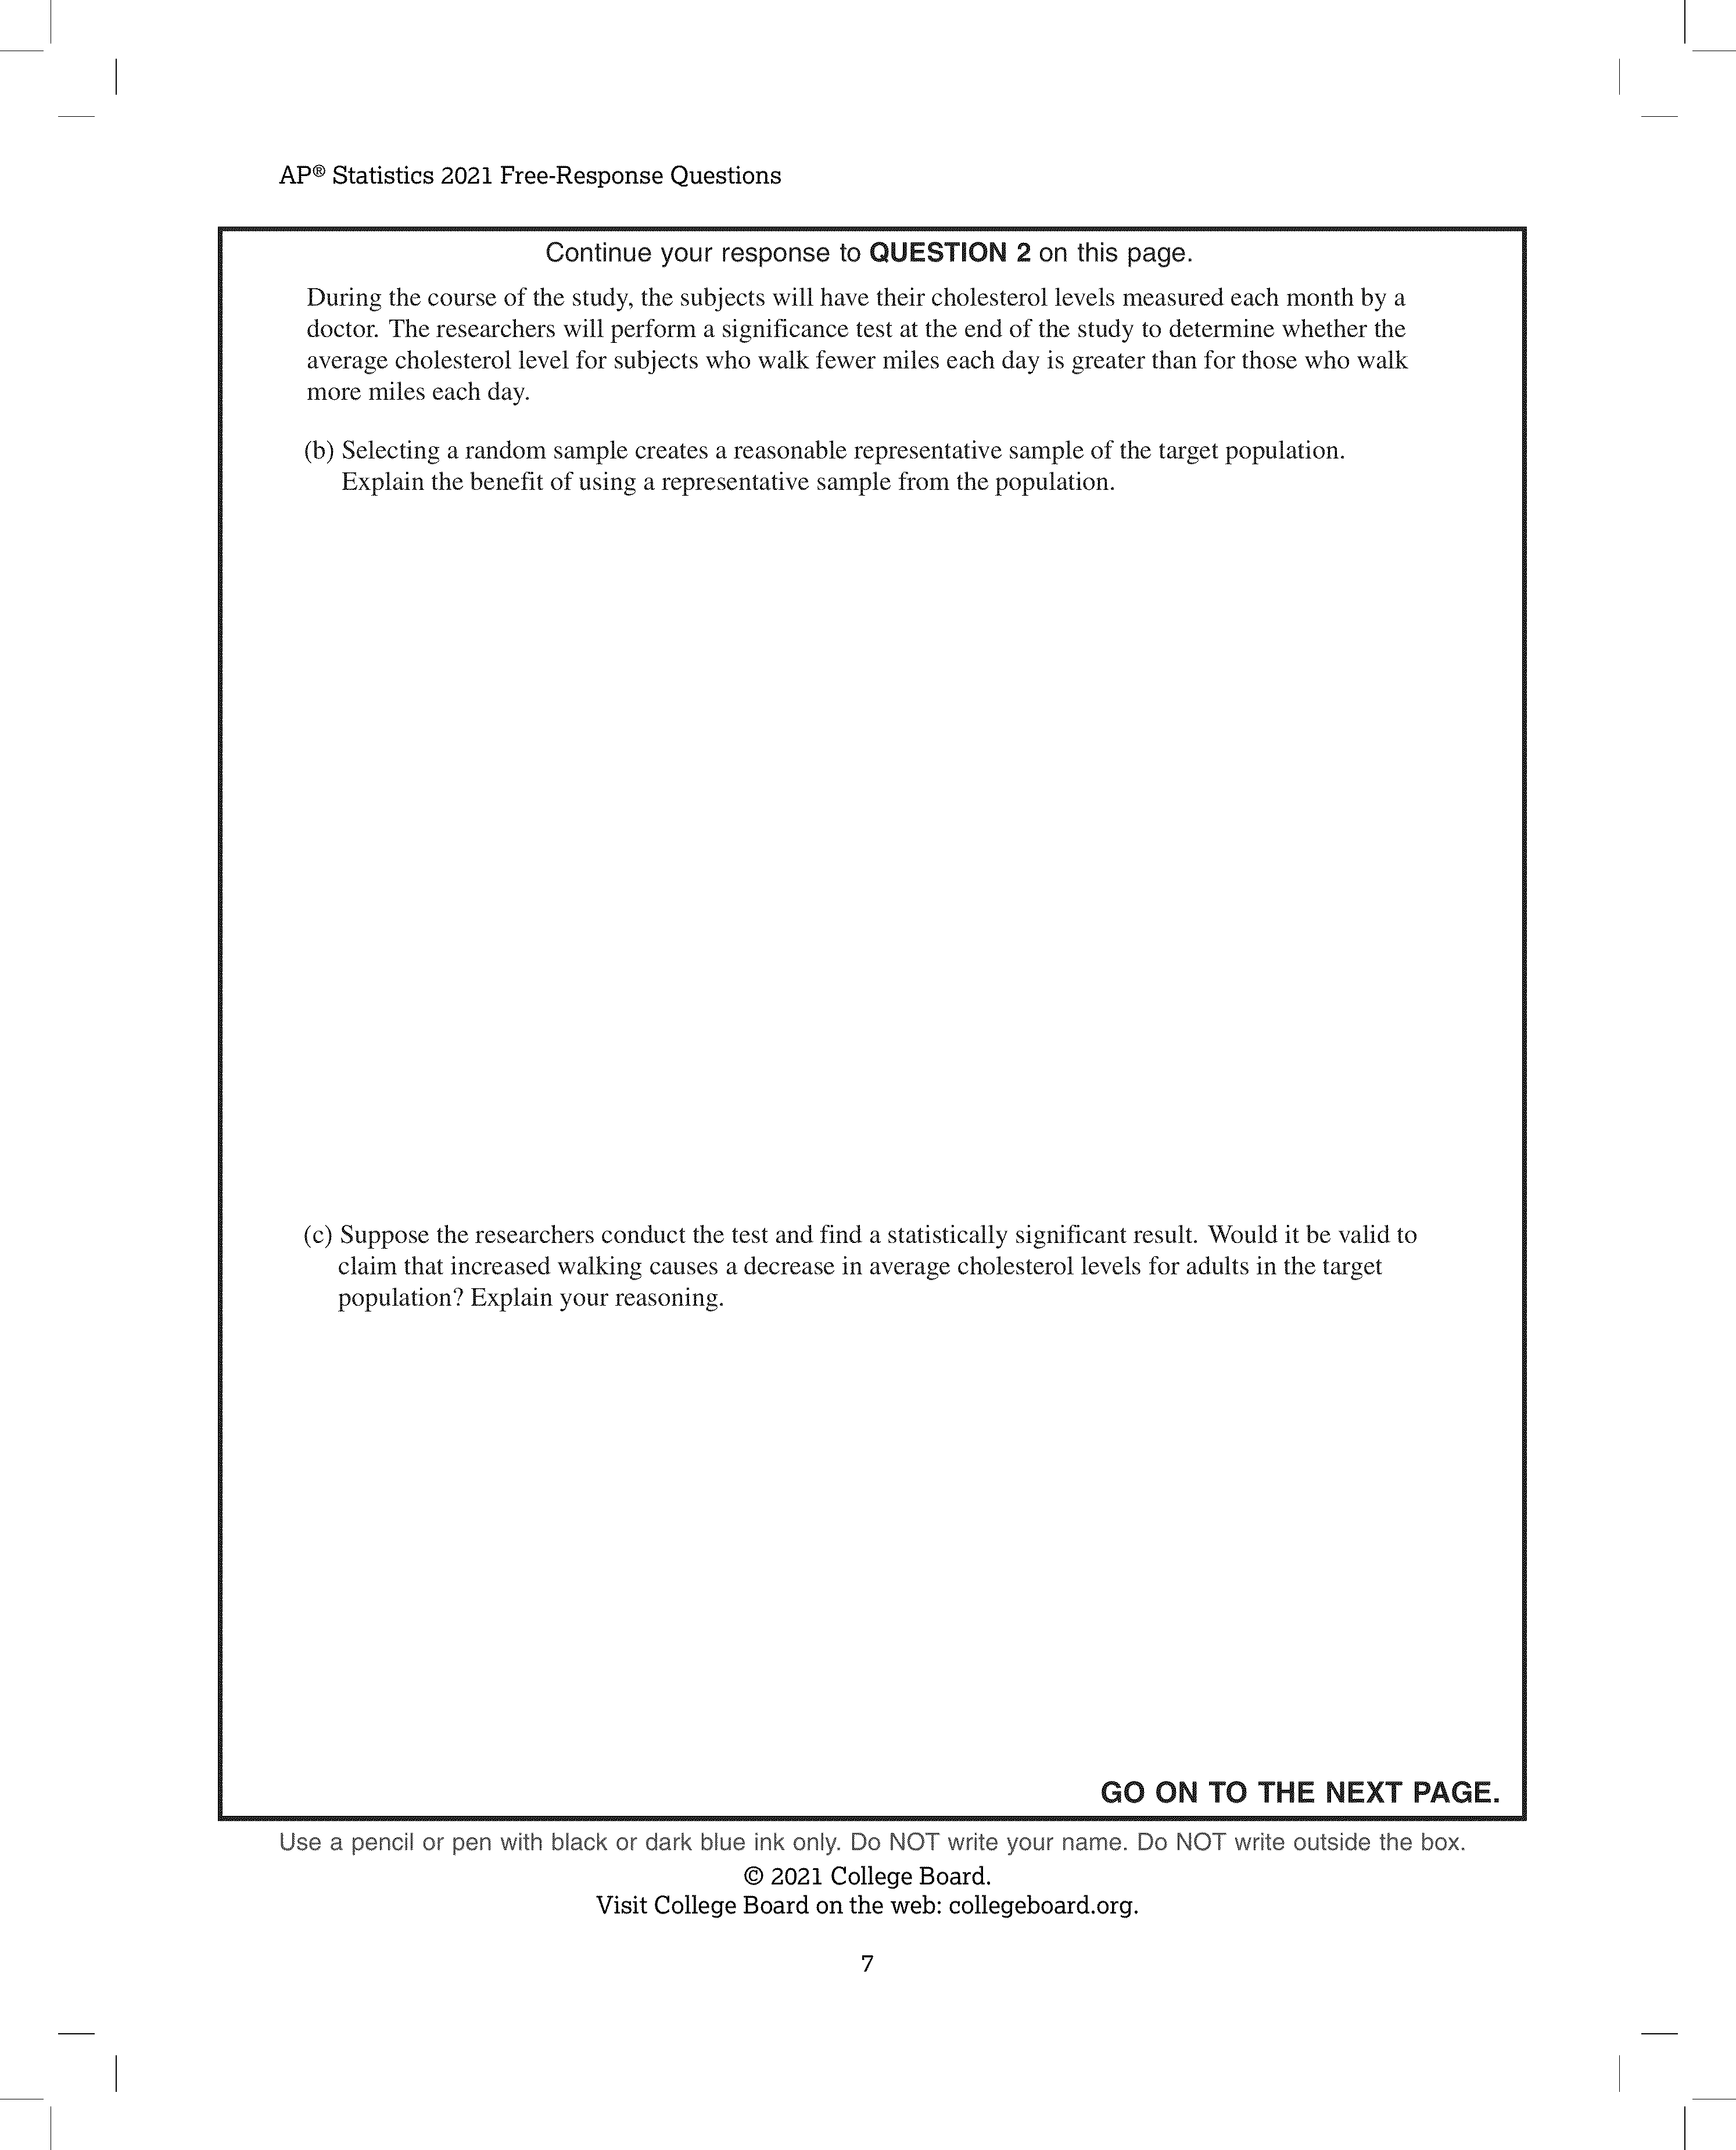 AP® Statistics 2021 Free-Response Questions
Continue your response to QUESTION 2 on this page.
During the course of the study, the subjects will have their cholesterol levels measured each month by a
doctor. The researchers will perform a significance test at the end of the study to determine whether the
average cholesterol level for subjects who walk fewer miles each day is greater than for those who walk
more miles each day.
(b) Selecting a random sample creates a reasonable representative sample of the target population.
Explain the benefit of using a representative sample from the population.
(c) Suppose the researchers conduct the test and find a statistically significant result. Would it be valid to
claim that increased walking causes a decrease in average cholesterol levels for adults in the target
population? Explain your reasoning.
GO ON TO THE NEXT PAGE.
Use a pencil or pen with black or dark blue ink only. Do NOT write your name. Do NOT write outside the box.
© 2021 College Board.
Visit College Board on the web: collegeboard.org.
7